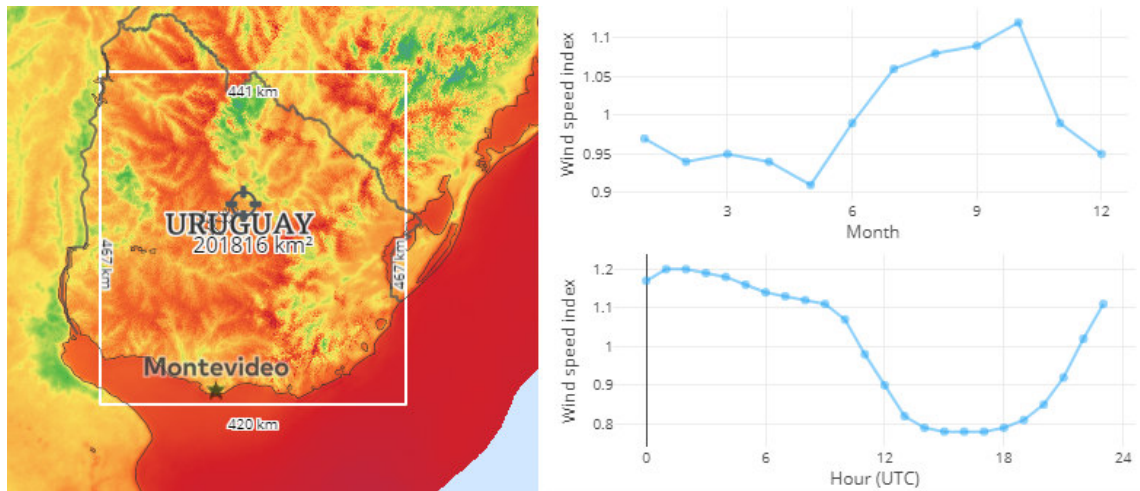 441 km
URUGUAY
201816 km²
467 km
467 km
Montevideo
420 km
Wind speed index
1.1
1.05
1
0.95
0.9
3
6
9
12
Month
Wind speed index
1.2
1.1
1
0.9
0.8
0
6
12
18
24
Hour (UTC)